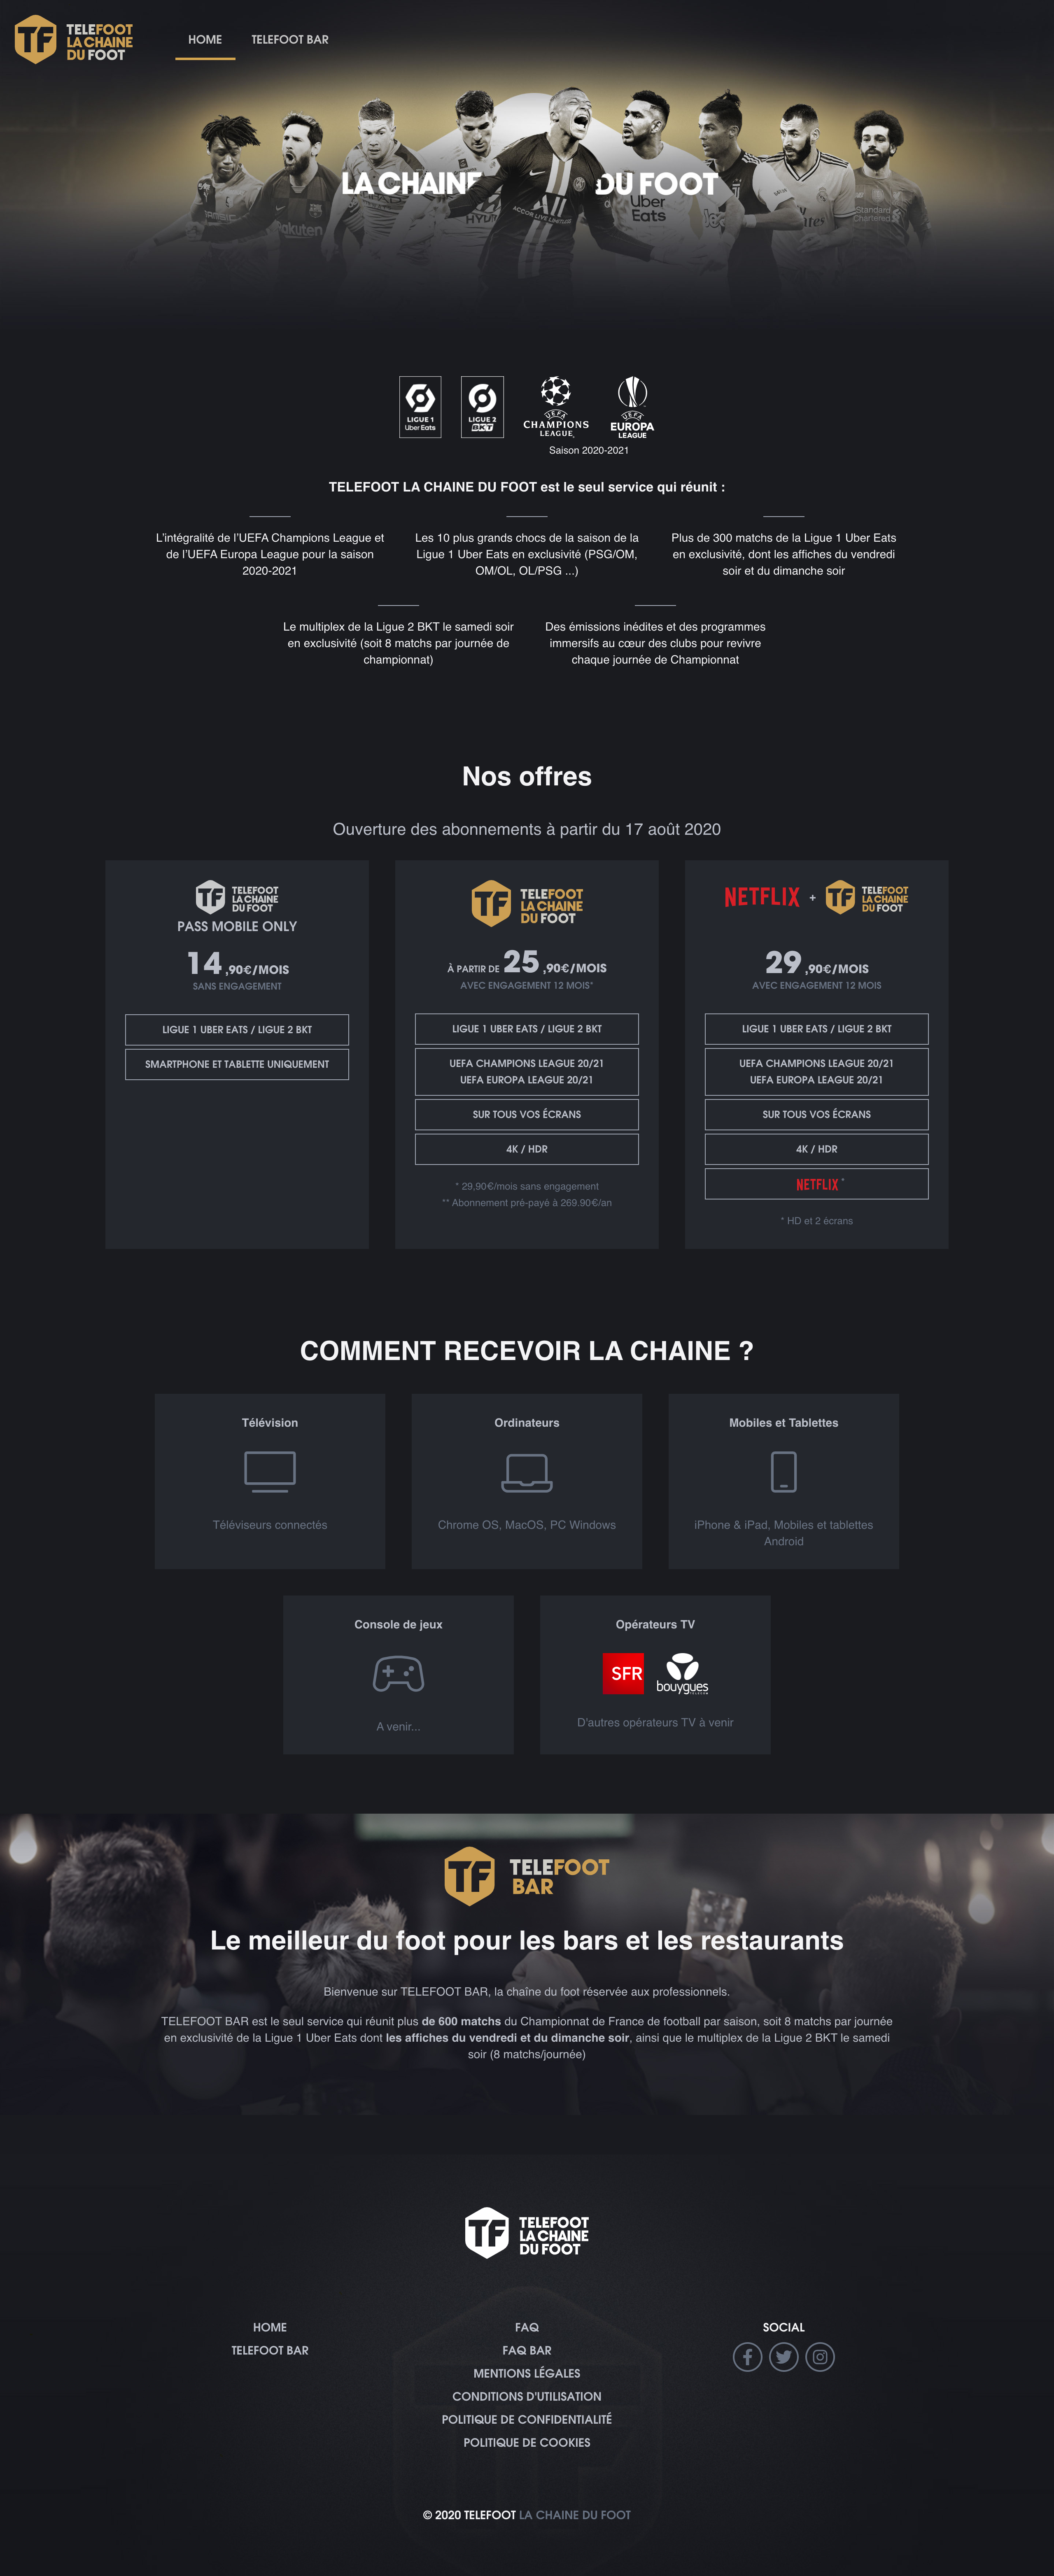 TELEFOOT
LA CHAINE
DU FOOT
HOME
TELEFOOT BAR
LA CHAINE
DU FOOT
Rakuten
ACCOR LIVE LIMITLESS
Uber
Eats
Standard
Chartered
LIGUE 1
Uber Eats
LIGUE 2
BKT
UEFA
CHAMPIONS
LEAGUE
UEFA
EUROPA
LEAGUE
Saison 2020-2021
TELEFOOT LA CHAINE DU FOOT est le seul service qui réunit :
L'intégralité de l'UEFA Champions League et
de l'UEFA Europa League pour la saison
2020-2021
Les 10 plus grands chocs de la saison de la
Ligue 1 Uber Eats en exclusivité (PSG/OM,
OM/OL, OL/PSG ...)
Plus de 300 matchs de la Ligue 1 Uber Eats
en exclusivité, dont les affiches du vendredi
soir et du dimanche soir
Le multiplex de la Ligue 2 BKT le samedi soir
en exclusivité (soit 8 matchs par journée de
championnat)
Des émissions inédites et des programmes
immersifs au cœur des clubs pour revivre
chaque journée de Championnat
Nos offres
Ouverture des abonnements à partir du 17 août 2020
TF TELEFOOT
LA CHAINE
DU FOOT
PASS MOBILE ONLY
14 ,90€/MOIS
SANS ENGAGEMENT
LIGUE 1 UBER EATS / LIGUE 2 BKT
SMARTPHONE ET TABLETTE UNIQUEMENT
TF TELEFOOT
LA CHAINE
DU FOOT
À PARTIR DE 25 ,90€/MOIS
AVEC ENGAGEMENT 12 MOIS*
LIGUE 1 UBER EATS / LIGUE 2 BKT
UEFA CHAMPIONS LEAGUE 20/21
UEFA EUROPA LEAGUE 20/21
SUR TOUS VOS ÉCRANS
4K / HDR
* 29,90€/mois sans engagement
** Abonnement pré-payé à 269.90€/an
NETFLIX + TF TELEFOOT
LA CHAINE
DU FOOT
29 ,90€/MOIS
AVEC ENGAGEMENT 12 MOIS
LIGUE 1 UBER EATS / LIGUE 2 BKT
UEFA CHAMPIONS LEAGUE 20/21
UEFA EUROPA LEAGUE 20/21
SUR TOUS VOS ÉCRANS
4K / HDR
NETFLIX *
* HD et 2 écrans
COMMENT RECEVOIR LA CHAINE ?
Télévision
Téléviseurs connectés
Ordinateurs
Chrome OS, MacOS, PC Windows
Mobiles et Tablettes
iPhone & iPad, Mobiles et tablettes
Android
Console de jeux
A venir...
Opérateurs TV
SFR
bouygues
D'autres opérateurs TV à venir
TF TELEFOOT
BAR
Le meilleur du foot pour les bars et les restaurants
Bienvenue sur TELEFOOT BAR, la chaîne du foot réservée aux professionnels.
TELEFOOT BAR est le seul service qui réunit plus de 600 matchs du Championnat de France de football par saison, soit 8 matchs par journée
en exclusivité de la Ligue 1 Uber Eats dont les affiches du vendredi et du dimanche soir, ainsi que le multiplex de la Ligue 2 BKT le samedi
soir (8 matchs/journée)
TF TELEFOOT
LA CHAINE
DU FOOT
HOME
TELEFOOT BAR
FAQ
FAQ BAR
MENTIONS LÉGALES
CONDITIONS D'UTILISATION
POLITIQUE DE CONFIDENTIALITÉ
POLITIQUE DE COOKIES
SOCIAL
© 2020 TELEFOOT LA CHAINE DU FOOT